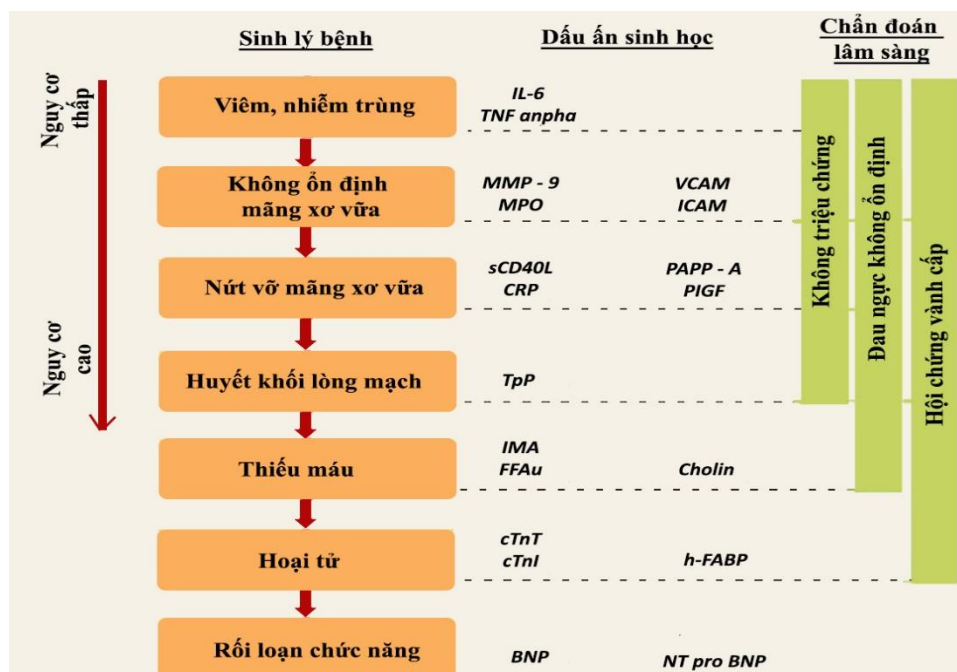 Sinh lý bệnh
Dấu ấn sinh học
Chẩn đoán
lâm sàng
Nguy cơ
thấp
Nguy cơ
cao
Viêm, nhiễm trùng
IL-6
TNF anpha
Không ổn định
mãng xơ vữa
MMP - 9
MPO
VCAM
ICAM
Nứt vỡ mãng xơ vữa
sCD40L
CRP
PAPP - A
PIGF
Huyết khối lòng mạch
TpP
Thiếu máu
IMA
FFAu
Cholin
Hoại tử
cTnT
cTnI
h-FABP
Rối loạn chức năng
BNP
NT pro BNP
Không triệu chứng
Đau ngực không ổn định
Hội chứng vành cấp